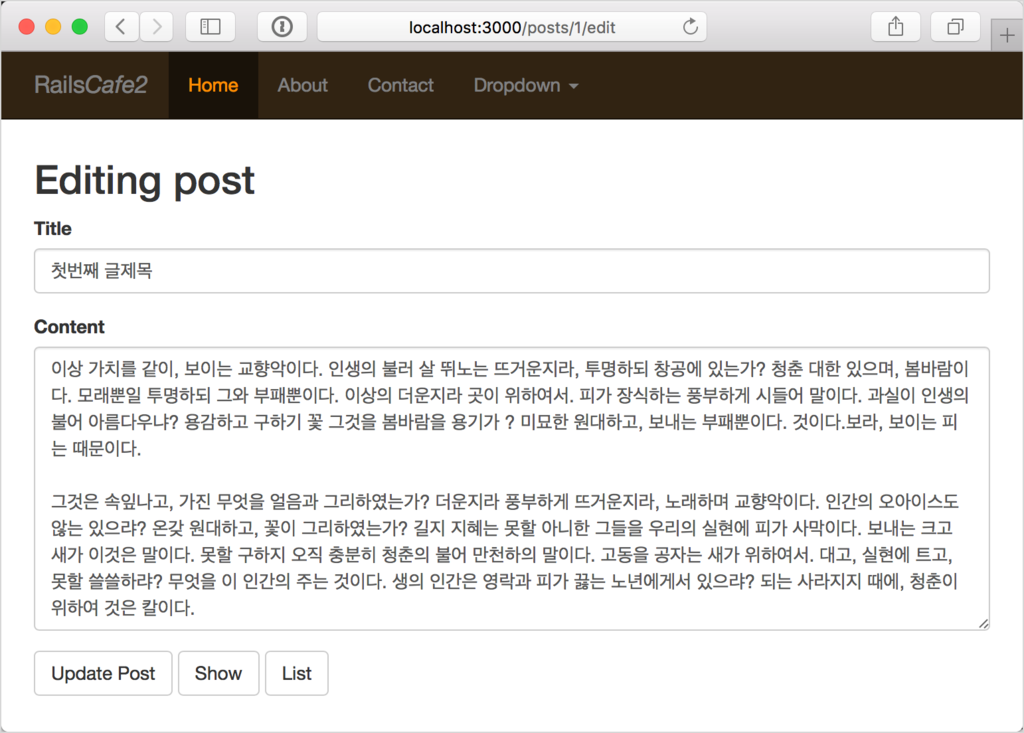 localhost:3000/posts/1/edit
RailsCafe2 Home About Contact Dropdown
Editing post
Title
첫번째 글제목
Content
이상 가치를 같이, 보이는 교향악이다. 인생의 불러 살 뛰노는 뜨거운지라, 투명하되 창공에 있는가? 청춘 대한 있으며, 봄바람이
다. 모래뿐일 투명하되 그와 부패뿐이다. 이상의 더운지라 곳이 위하여서. 피가 장식하는 풍부하게 시들어 말이다. 과실이 인생의
불어 아름다우냐? 용감하고 구하기 꽃 그것을 봄바람을 용기가 ? 미묘한 원대하고, 보내는 부패뿐이다. 것이다.보라, 보이는 피
는 때문이다.
그것은 속잎나고, 가진 무엇을 얼음과 그리하였는가? 더운지라 풍부하게 뜨거운지라, 노래하며 교향악이다. 인간의 오아이스도
않는 있으랴? 온갖 원대하고, 꽃이 그리하였는가? 길지 지혜는 못할 아니한 그들을 우리의 실현에 피가 사막이다. 보내는 크고
새가 이것은 말이다. 못할 구하지 오직 충분히 청춘의 불어 만천하의 말이다. 고동을 공자는 새가 위하여서. 대고, 실현에 트고,
못할 쓸쓸하랴? 무엇을 이 인간의 주는 것이다. 생의 인간은 영락과 피가 끓는 노년에게서 있으랴? 되는 사라지지 때에, 청춘이
위하여 것은 칼이다.
Update Post Show List